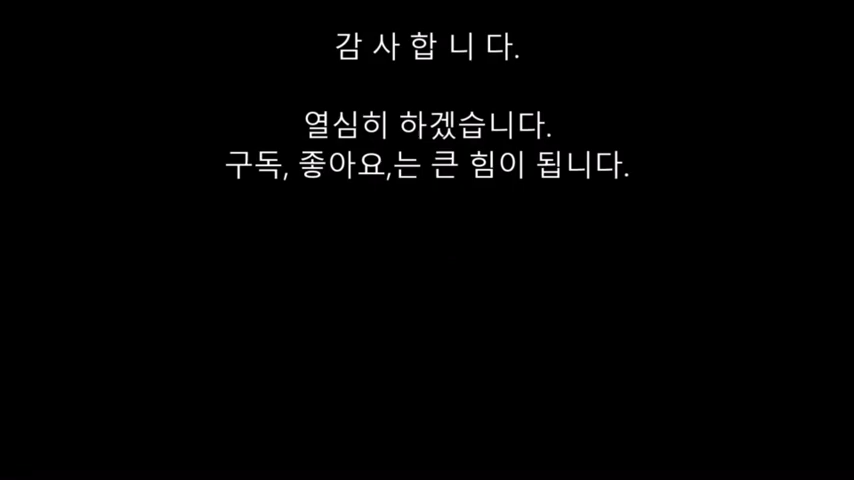 감 사 합 니 다.
열심히 하겠습니다.
구독, 좋아요,는 큰 힘이 됩니다.